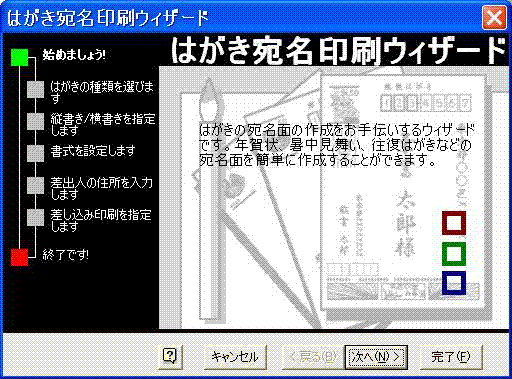 はがき宛名印刷ウィザード
はがき宛名印刷ウィザード
始めましょう!
はがきの種類を選びま
す
縦書き/横書きを指定
します
書式を設定します
差出人の住所を入力
します
差し込み印刷を指定
します
終了です!
はがきの宛名面の作成をお手伝いするウィザード
です。年賀状、暑中見舞い、往復はがきなどの
宛名面を簡単に作成することができます。
1234567
太郎様
キャンセル
< 戻る(B)
次へ(N) >
完了(F)